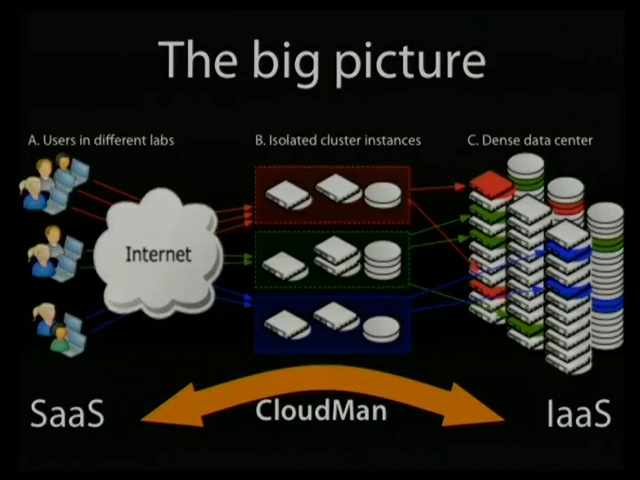 The big picture
A. Users in different labs
B. Isolated cluster instances
C. Dense data center
Internet
SaaS
CloudMan
IaaS